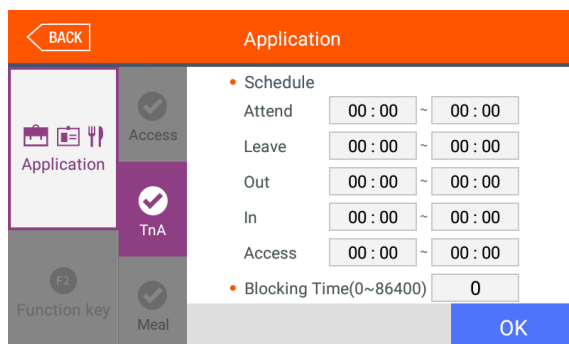 BACK
Application
Application
F2
Function key
Access
TnA
Meal
• Schedule
Attend 00 : 00 ~ 00 : 00
Leave 00 : 00 ~ 00 : 00
Out 00 : 00 ~ 00 : 00
In 00 : 00 ~ 00 : 00
Access 00 : 00 ~ 00 : 00
• Blocking Time(0~86400) 0
OK